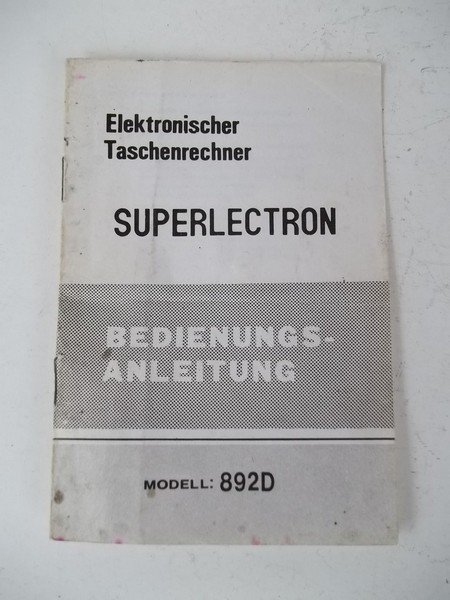 Elektronischer
Taschenrechner
SUPERLECTRON
BEDIENUNGS-
ANLEITUNG
MODELL: 892D